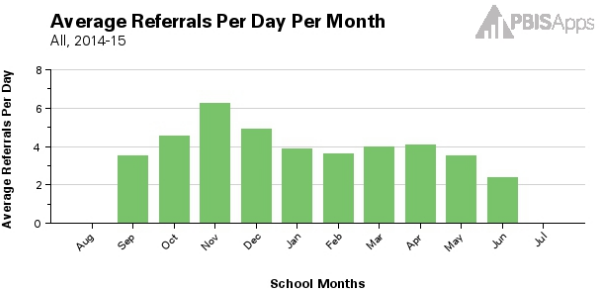 Average Referrals Per Day Per Month
All, 2014-15
PBISApps
Average Referrals Per Day
8
6
4
2
0
Aug Sep Oct Nov Dec Jan Feb Mar Apr May Jun Jul
School Months